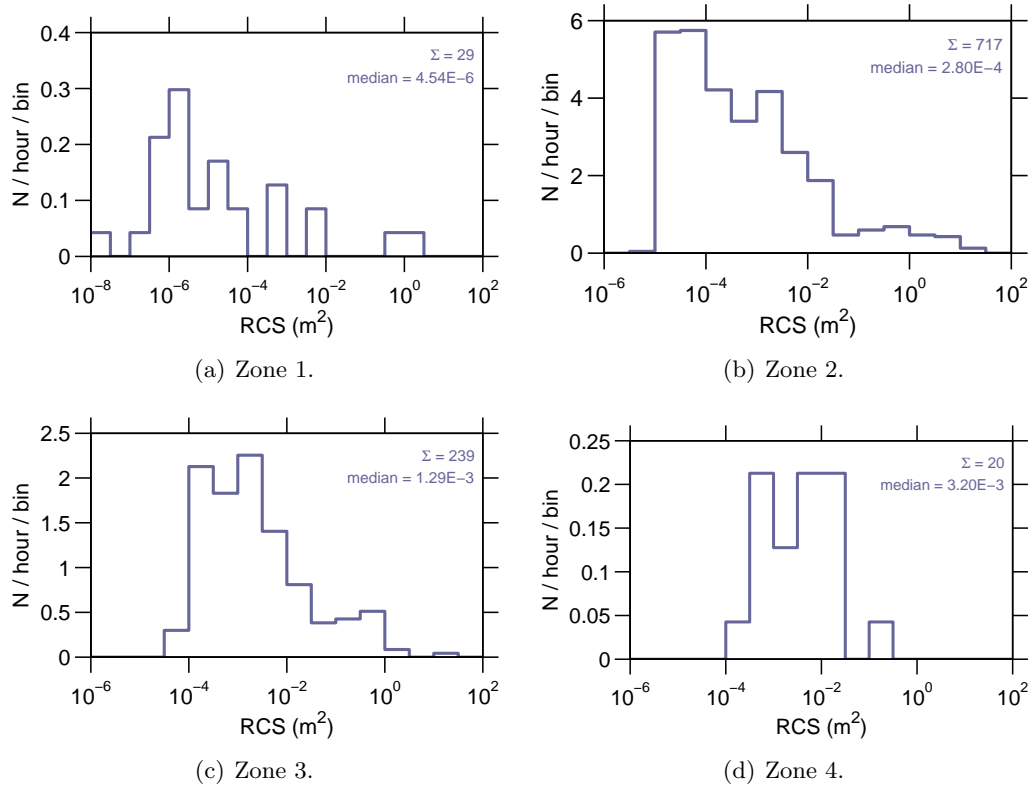 0.4
0.3
0.2
0.1
0
N / hour / bin
Σ = 29
median = 4.54E−6
10^−8
10^−6
10^−4
10^−2
10^0
10^2
RCS (m^2)
(a) Zone 1.
6
4
2
0
N / hour / bin
Σ = 717
median = 2.80E−4
10^−6
10^−4
10^−2
10^0
10^2
RCS (m^2)
(b) Zone 2.
2.5
2
1.5
1
0.5
0
N / hour / bin
Σ = 239
median = 1.29E−3
10^−6
10^−4
10^−2
10^0
10^2
RCS (m^2)
(c) Zone 3.
0.25
0.2
0.15
0.1
0.05
0
N / hour / bin
Σ = 20
median = 3.20E−3
10^−6
10^−4
10^−2
10^0
10^2
RCS (m^2)
(d) Zone 4.